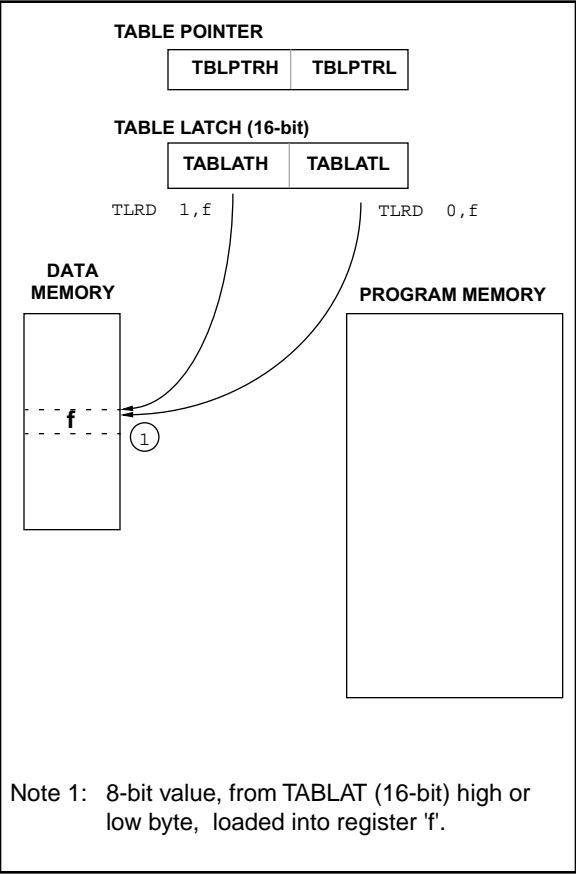 TABLE POINTER
TBLPTRH TBLPTRL
TABLE LATCH (16-bit)
TABLATH TABLATL
TLRD 1,f
TLRD 0,f
DATA
MEMORY
PROGRAM MEMORY
f
1
Note 1: 8-bit value, from TABLAT (16-bit) high or
low byte, loaded into register 'f'.